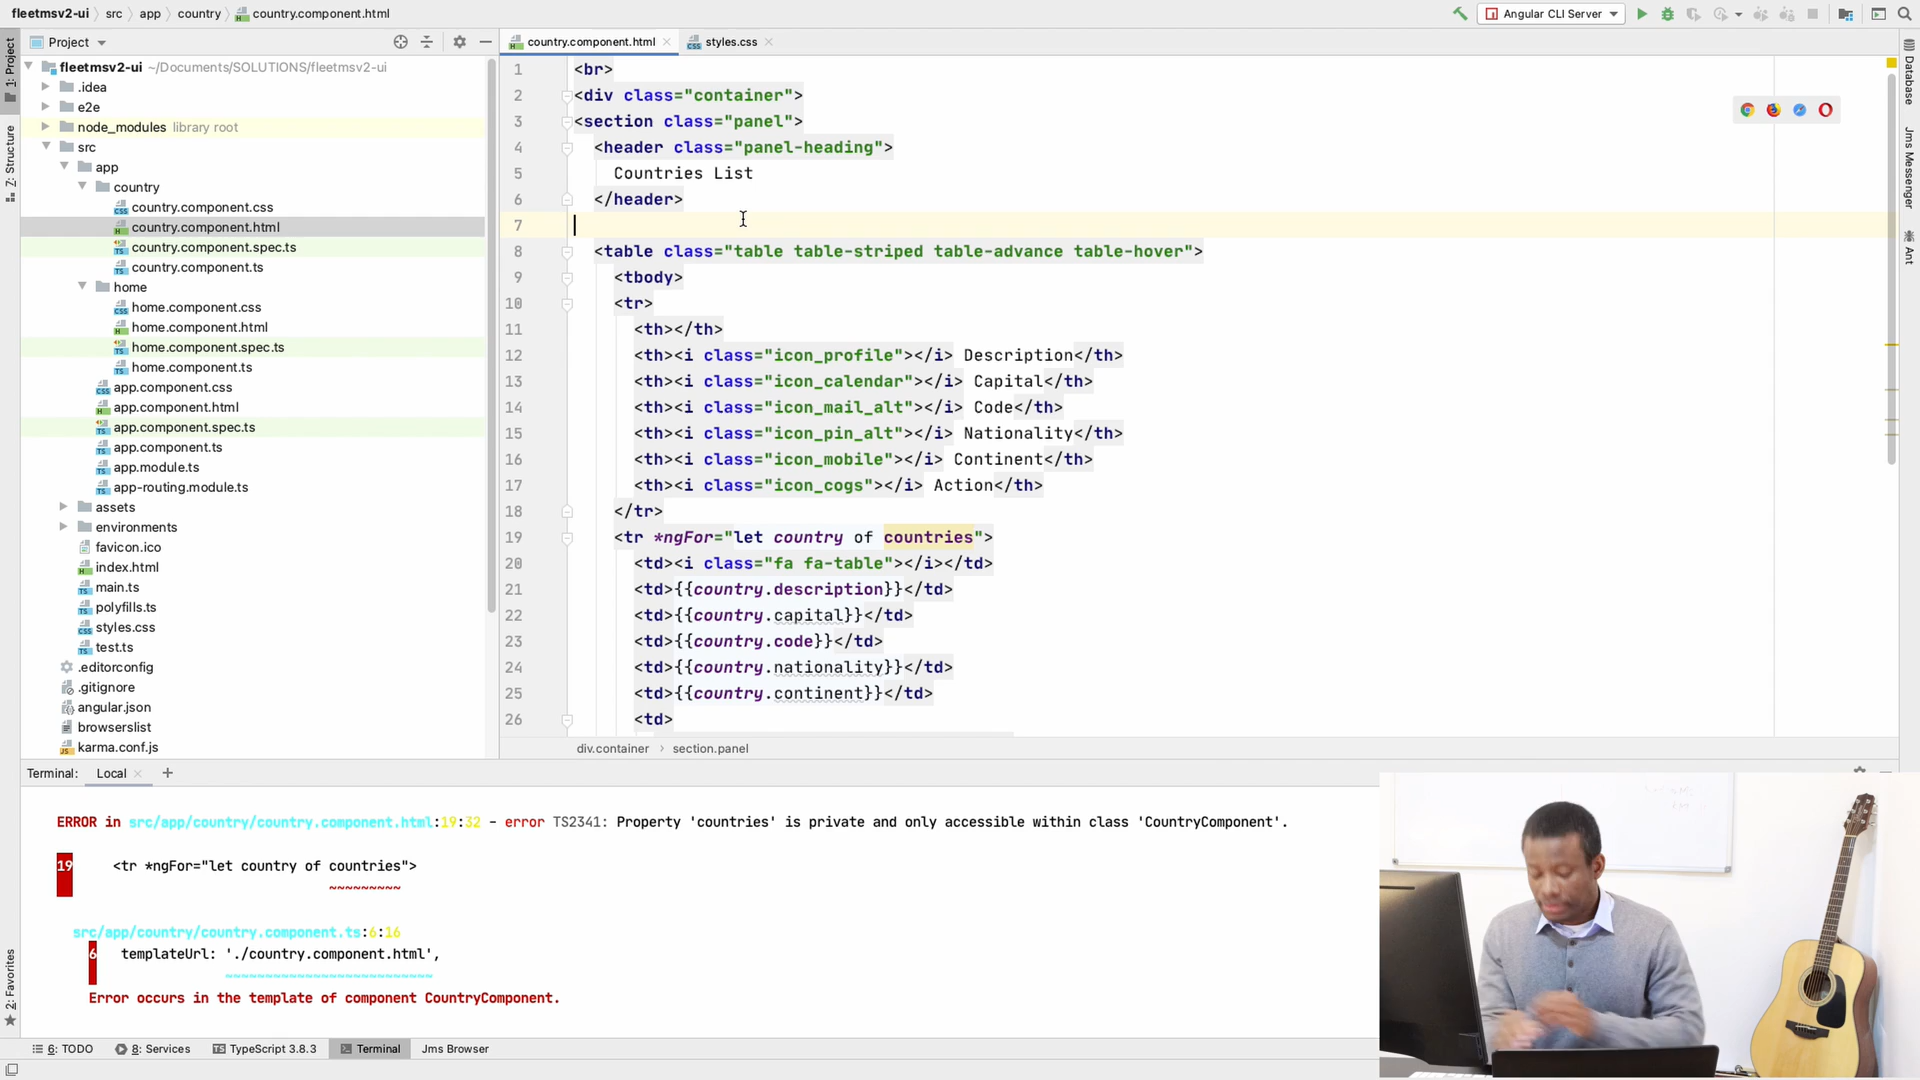 fleetmsv2-ui › src › app › country › country.component.html
Angular CLI Server
Project
country.component.html
styles.css
1: Project
Z: Structure
2: Favorites
Database
Jms Messenger
Ant
fleetmsv2-ui ~/Documents/SOLUTIONS/fleetmsv2-ui
.idea
e2e
node_modules library root
src
app
country
country.component.css
country.component.html
country.component.spec.ts
country.component.ts
home
home.component.css
home.component.html
home.component.spec.ts
home.component.ts
app.component.css
app.component.html
app.component.spec.ts
app.component.ts
app.module.ts
app-routing.module.ts
assets
environments
favicon.ico
index.html
main.ts
polyfills.ts
styles.css
test.ts
.editorconfig
.gitignore
angular.json
browserslist
karma.conf.js
1 <br>
2 <div class="container">
3 <section class="panel">
4 <header class="panel-heading">
5 Countries List
6 </header>
7
8 <table class="table table-striped table-advance table-hover">
9 <tbody>
10 <tr>
11 <th></th>
12 <th><i class="icon_profile"></i> Description</th>
13 <th><i class="icon_calendar"></i> Capital</th>
14 <th><i class="icon_mail_alt"></i> Code</th>
15 <th><i class="icon_pin_alt"></i> Nationality</th>
16 <th><i class="icon_mobile"></i> Continent</th>
17 <th><i class="icon_cogs"></i> Action</th>
18 </tr>
19 <tr *ngFor="let country of countries">
20 <td><i class="fa fa-table"></i></td>
21 <td>{{country.description}}</td>
22 <td>{{country.capital}}</td>
23 <td>{{country.code}}</td>
24 <td>{{country.nationality}}</td>
25 <td>{{country.continent}}</td>
26 <td>
div.container › section.panel
Terminal: Local
ERROR in src/app/country/country.component.html:19:32 - error TS2341: Property 'countries' is private and only accessible within class 'CountryComponent'.
19 <tr *ngFor="let country of countries">
~~~~~~~~~
src/app/country/country.component.ts:6:16
6 templateUrl: './country.component.html',
~~~~~~~~~~~~~~~~~~~~~~~~~~
Error occurs in the template of component CountryComponent.
6: TODO
8: Services
TypeScript 3.8.3
Terminal
Jms Browser